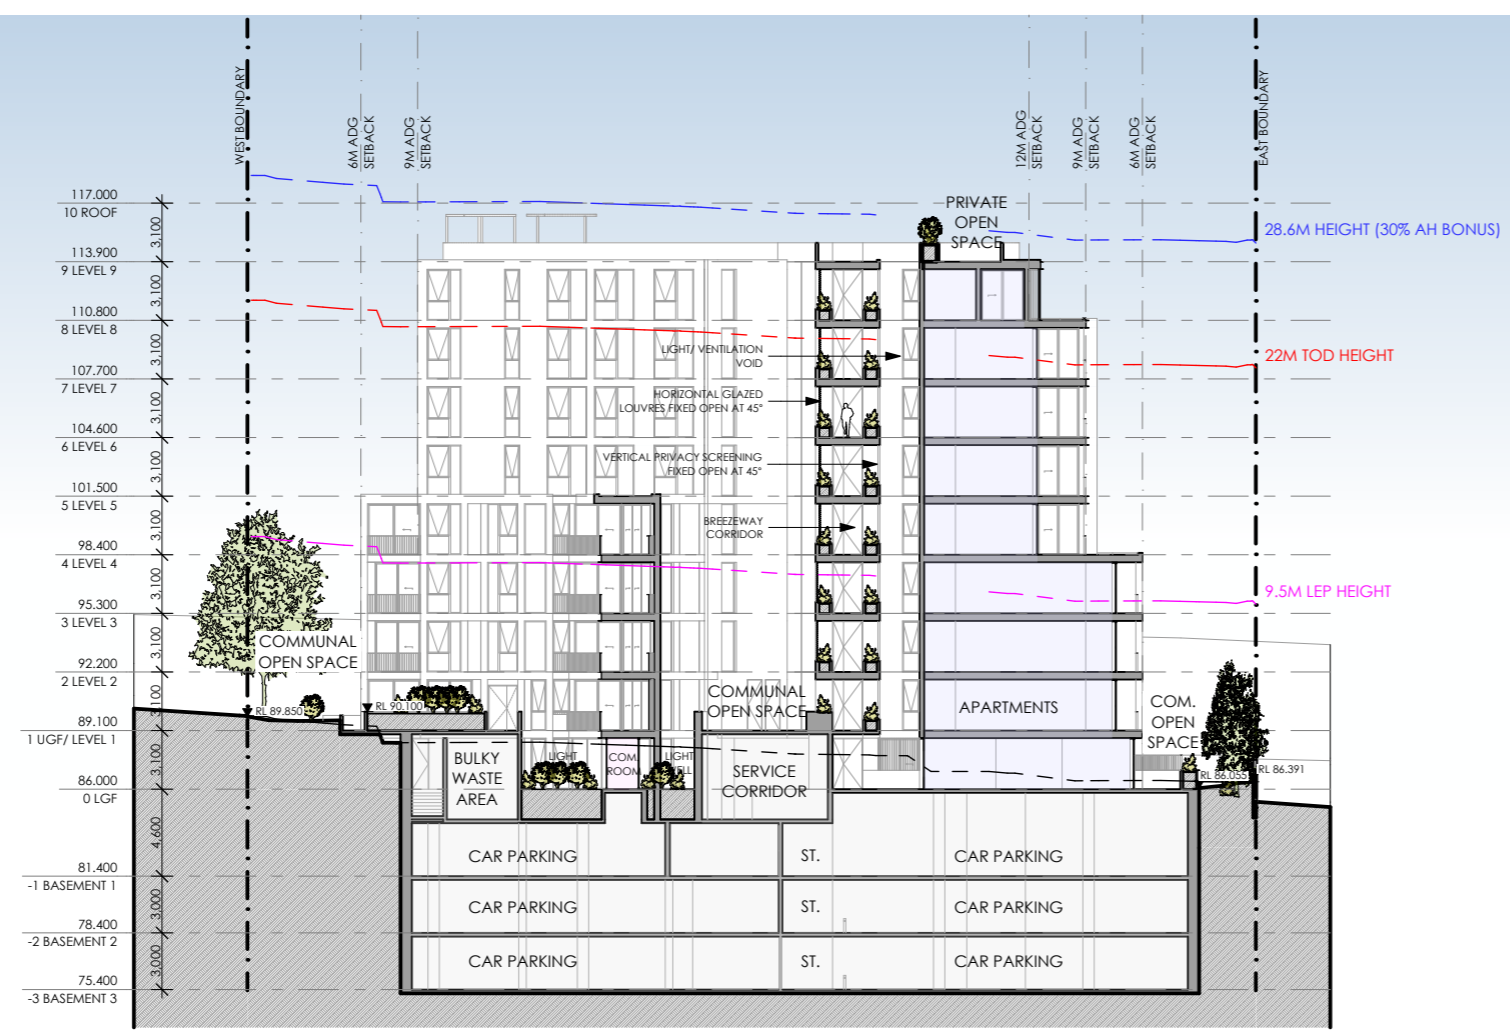 WEST BOUNDARY
6M ADG
SETBACK
9M ADG
SETBACK
12M ADG
SETBACK
9M ADG
SETBACK
6M ADG
SETBACK
EAST BOUNDARY
117.000
10 ROOF
3,100
113.900
9 LEVEL 9
3,100
110.800
8 LEVEL 8
3,100
107.700
7 LEVEL 7
3,100
104.600
6 LEVEL 6
3,100
101.500
5 LEVEL 5
3,100
98.400
4 LEVEL 4
3,100
95.300
3 LEVEL 3
3,100
92.200
2 LEVEL 2
3,100
89.100
1 UGF/ LEVEL 1
3,100
86.000
0 LGF
4,600
81.400
-1 BASEMENT 1
3,000
78.400
-2 BASEMENT 2
3,000
75.400
-3 BASEMENT 3
PRIVATE
OPEN
SPACE
28.6M HEIGHT (30% AH BONUS)
22M TOD HEIGHT
9.5M LEP HEIGHT
LIGHT/ VENTILATION
VOID
HORIZONTAL GLAZED
LOUVRES FIXED OPEN AT 45°
VERTICAL PRIVACY SCREENING
FIXED OPEN AT 45°
BREEZEWAY
CORRIDOR
COMMUNAL
OPEN SPACE
RL 89.850
RL 90.100
COMMUNAL
OPEN SPACE
APARTMENTS
COM.
OPEN
SPACE
RL 86.055
RL 86.391
BULKY
WASTE
AREA
LIGHT
COM.
ROOM
LIGHT
WELL
SERVICE
CORRIDOR
CAR PARKING
ST.
CAR PARKING
CAR PARKING
ST.
CAR PARKING
CAR PARKING
ST.
CAR PARKING